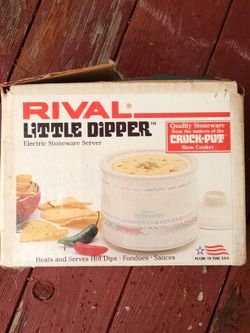 RIVAL®
LITTLE DIPPER™
Electric Stoneware Server
Quality Stoneware
from the makers of the
CROCK-POT®
Slow Cooker
Heats and Serves Hot Dips · Fondues · Sauces
MADE IN THE USA